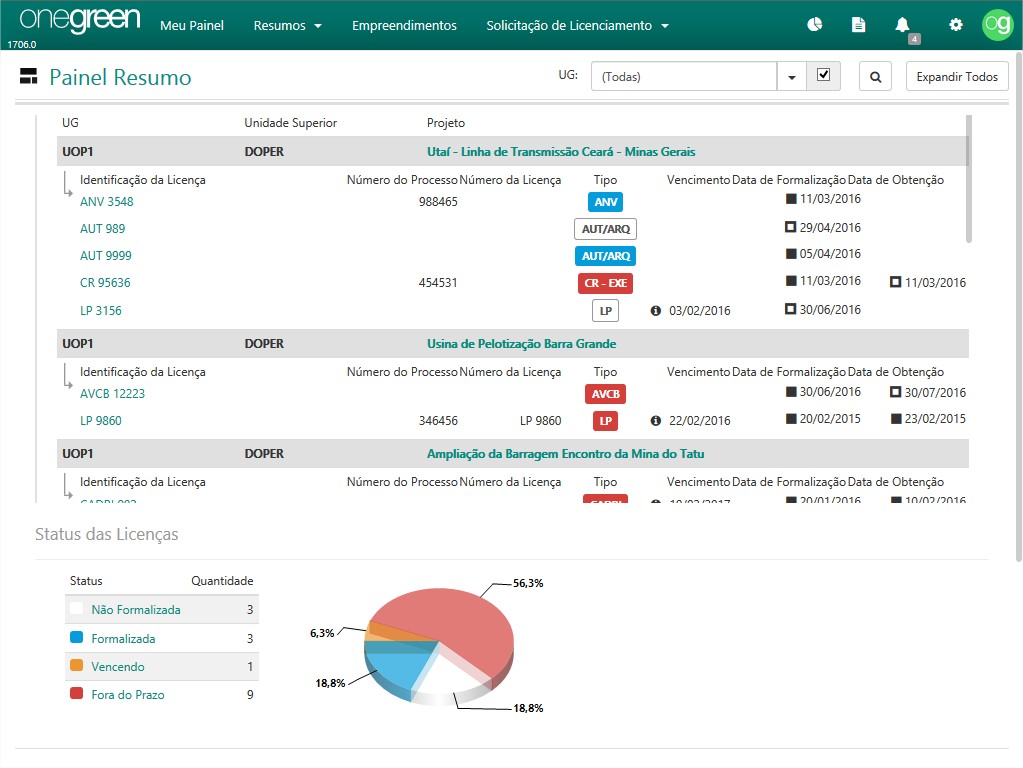 onegreen
1706.0
Meu Painel Resumos Empreendimentos Solicitação de Licenciamento 4 og
Painel Resumo UG: (Todas) Expandir Todos
UG Unidade Superior Projeto
UOP1 DOPER Utaí - Linha de Transmissão Ceará - Minas Gerais
Identificação da Licença Número do Processo Número da Licença Tipo Vencimento Data de Formalização Data de Obtenção
ANV 3548 988465 ANV 11/03/2016
AUT 989 AUT/ARQ 29/04/2016
AUT 9999 AUT/ARQ 05/04/2016
CR 95636 454531 CR - EXE 11/03/2016 11/03/2016
LP 3156 LP 03/02/2016 30/06/2016
UOP1 DOPER Usina de Pelotização Barra Grande
Identificação da Licença Número do Processo Número da Licença Tipo Vencimento Data de Formalização Data de Obtenção
AVCB 12223 AVCB 30/06/2016 30/07/2016
LP 9860 346456 LP 9860 LP 22/02/2016 20/02/2015 23/02/2015
UOP1 DOPER Ampliação da Barragem Encontro da Mina do Tatu
Identificação da Licença Número do Processo Número da Licença Tipo Vencimento Data de Formalização Data de Obtenção
20/01/2016 10/02/2016
Status das Licenças
Status Quantidade
Não Formalizada 3
Formalizada 3
Vencendo 1
Fora do Prazo 9
56,3%
6,3%
18,8%
18,8%